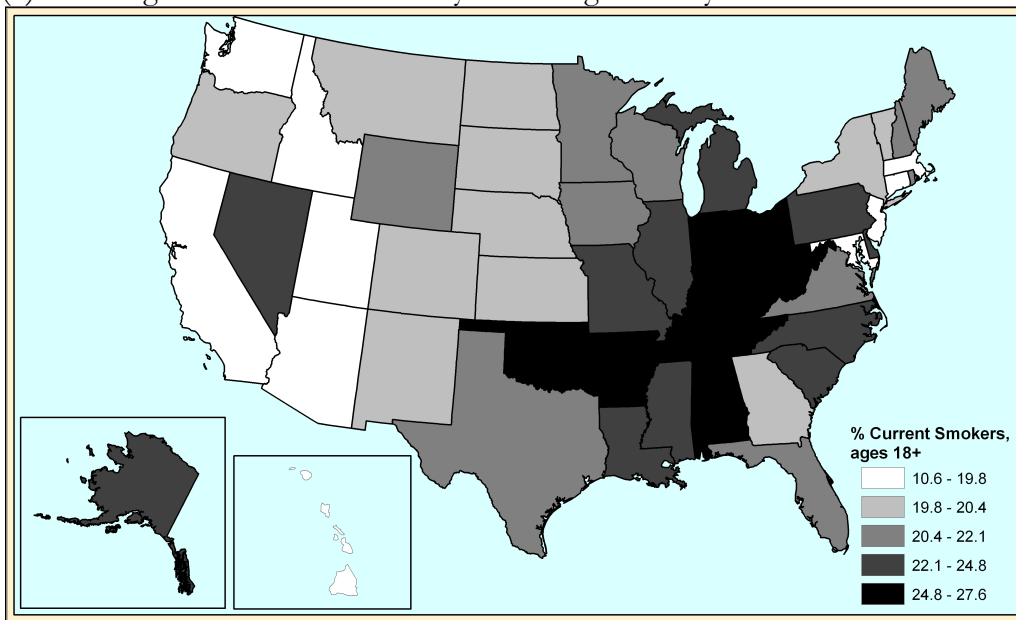 % Current Smokers,
ages 18+
10.6 - 19.8
19.8 - 20.4
20.4 - 22.1
22.1 - 24.8
24.8 - 27.6